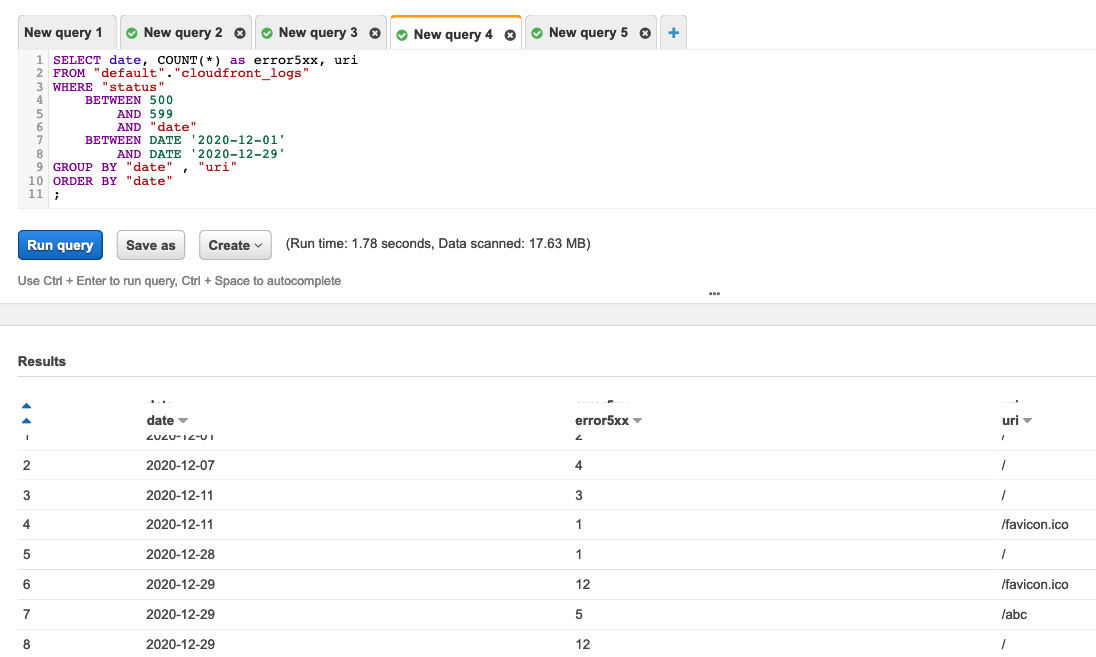 New query 1 New query 2 New query 3 New query 4 New query 5 +
1 SELECT date, COUNT(*) as error5xx, uri
2 FROM "default"."cloudfront_logs"
3 WHERE "status"
4 BETWEEN 500
5 AND 599
6 AND "date"
7 BETWEEN DATE '2020-12-01'
8 AND DATE '2020-12-29'
9 GROUP BY "date" , "uri"
10 ORDER BY "date"
11 ;
Run query Save as Create (Run time: 1.78 seconds, Data scanned: 17.63 MB)
Use Ctrl + Enter to run query, Ctrl + Space to autocomplete
Results
date error5xx uri
1 2020-12-01 2 /
2 2020-12-07 4 /
3 2020-12-11 3 /
4 2020-12-11 1 /favicon.ico
5 2020-12-28 1 /
6 2020-12-29 12 /favicon.ico
7 2020-12-29 5 /abc
8 2020-12-29 12 /